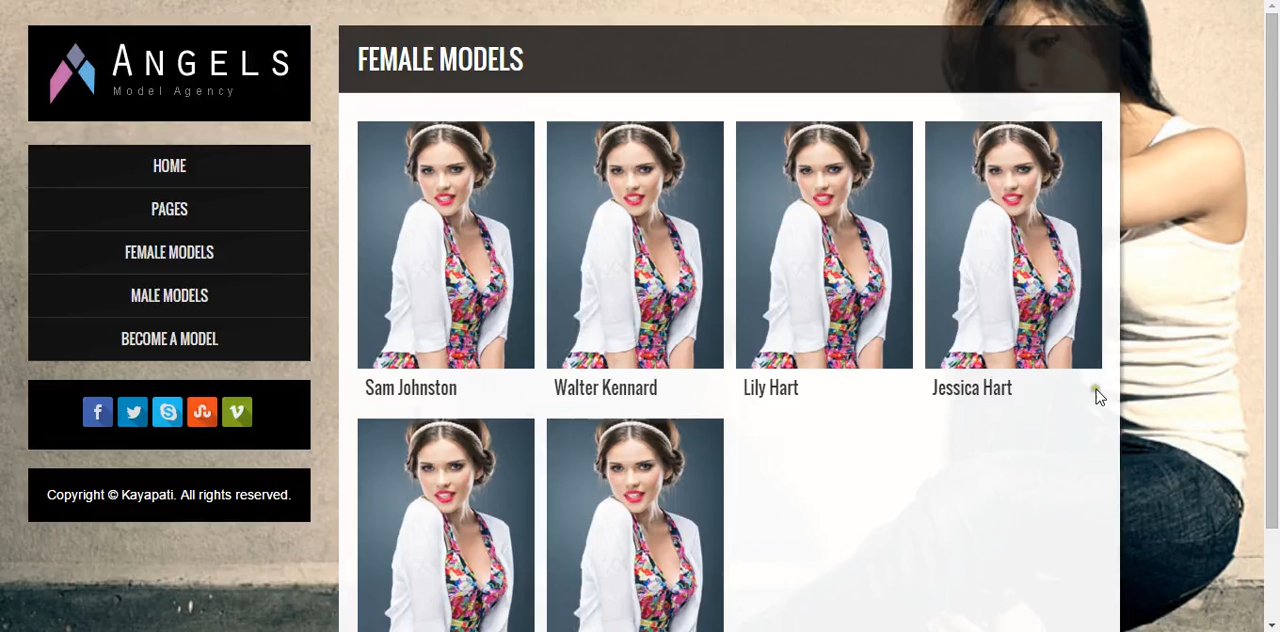 ANGELS
Model Agency
HOME
PAGES
FEMALE MODELS
MALE MODELS
BECOME A MODEL
Copyright © Kayapati. All rights reserved.
FEMALE MODELS
Sam Johnston
Walter Kennard
Lily Hart
Jessica Hart